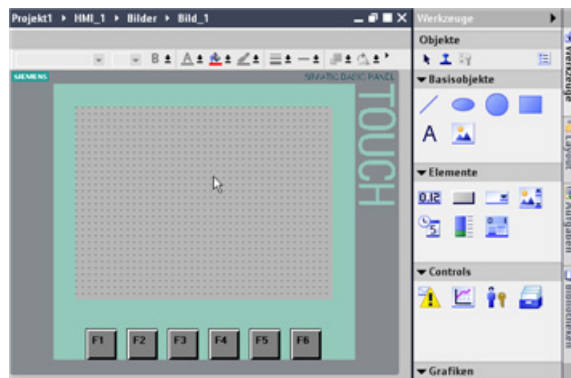 Projekt1 ▸ HMI_1 ▸ Bilder ▸ Bild_1
Werkzeuge
Objekte
B A
SIEMENS
SIMATIC BASIC PANEL
TOUCH
F1 F2 F3 F4 F5 F6
Basisobjekte
A
Elemente
0.12
5
Controls
Grafiken
Werkzeuge
Layout
Aufgaben
Bibliotheken